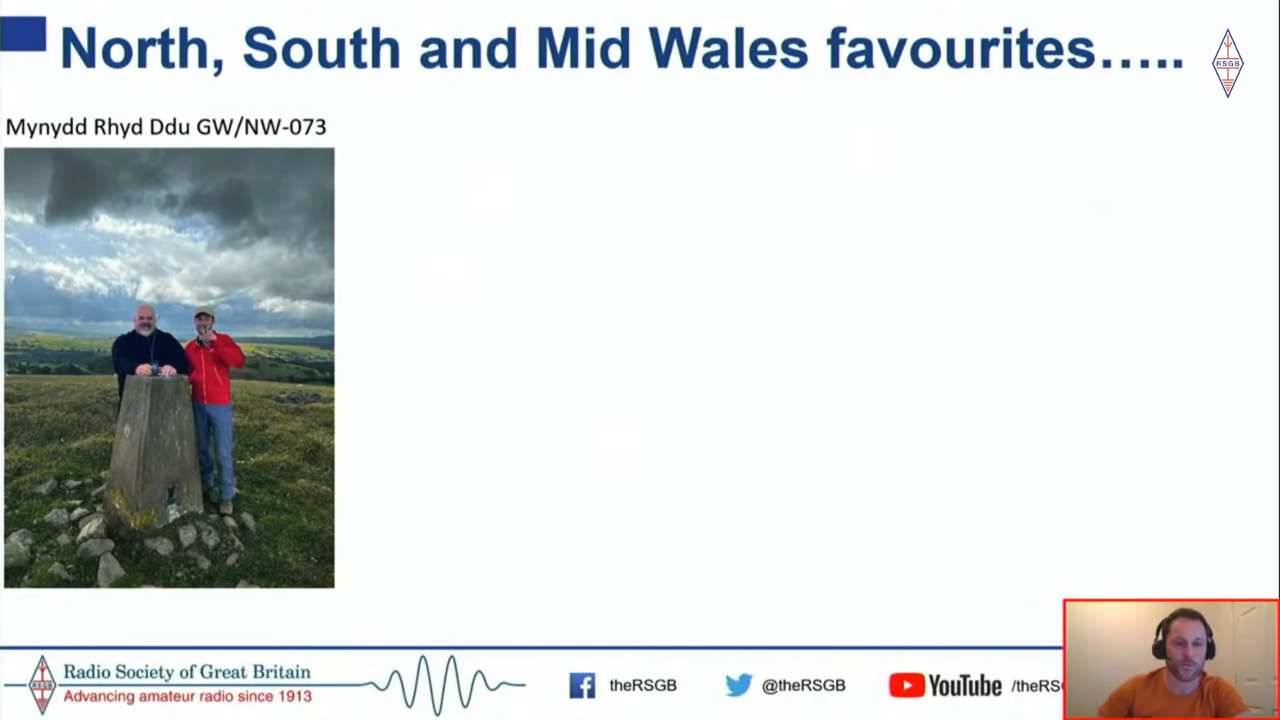 North, South and Mid Wales favourites…..
RSGB
Mynydd Rhyd Ddu GW/NW-073
RSGB
Radio Society of Great Britain
Advancing amateur radio since 1913
theRSGB
@theRSGB
YouTube /theRS